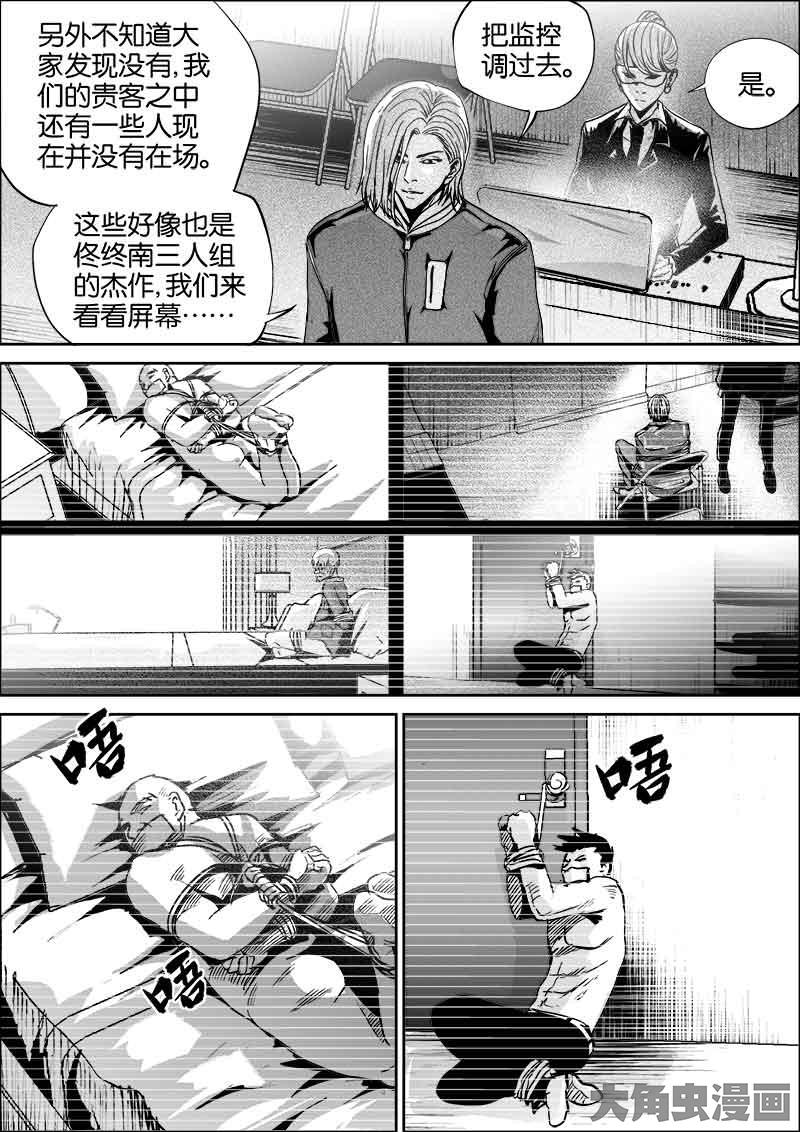 另外不知道大
家发现没有,我
们的贵客之中
还有一些人现
在并没有在场。
这些好像也是
佟终南三人组
的杰作,我们来
看看屏幕……
把监控
调过去。
是。
唔
唔
唔
大角虫漫画